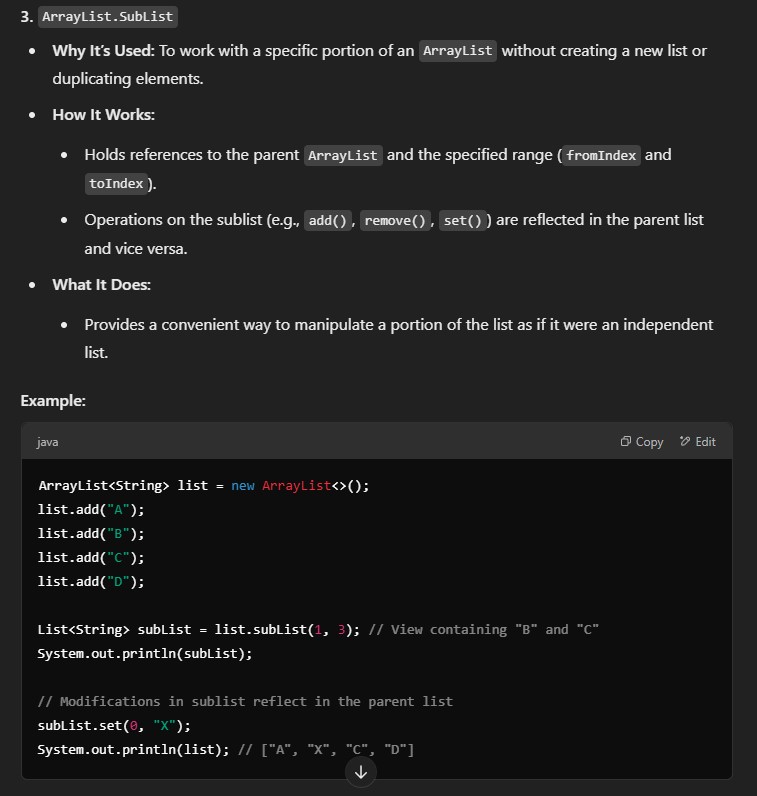 3. ArrayList.SubList
• Why It's Used: To work with a specific portion of an ArrayList without creating a new list or
duplicating elements.
• How It Works:
• Holds references to the parent ArrayList and the specified range ( fromIndex and
toIndex ).
• Operations on the sublist (e.g., add() , remove() , set() ) are reflected in the parent list
and vice versa.
• What It Does:
• Provides a convenient way to manipulate a portion of the list as if it were an independent
list.
Example:
java Copy Edit
ArrayList<String> list = new ArrayList<>();
list.add("A");
list.add("B");
list.add("C");
list.add("D");
List<String> subList = list.subList(1, 3); // View containing "B" and "C"
System.out.println(subList);
// Modifications in sublist reflect in the parent list
subList.set(0, "X");
System.out.println(list); // ["A", "X", "C", "D"]